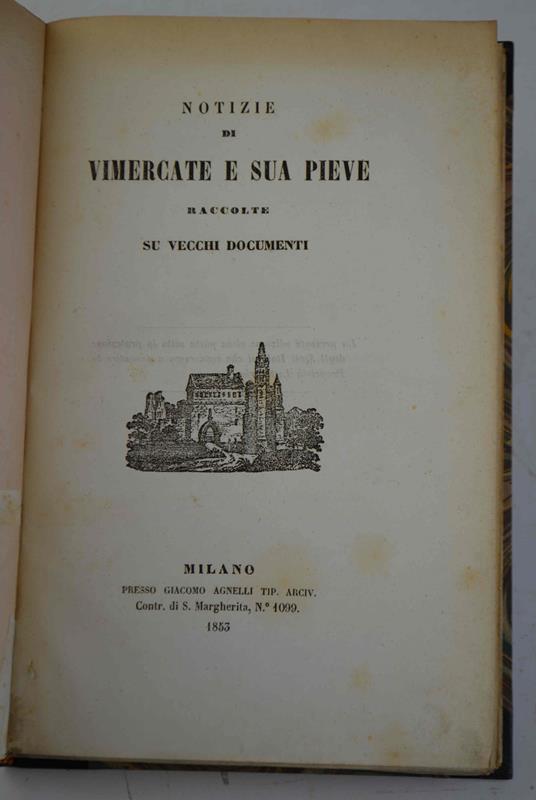 NOTIZIE
DI
VIMERCATE E SUA PIEVE
RACCOLTE
SU VECCHI DOCUMENTI
MILANO
PRESSO GIACOMO AGNELLI TIP. ARCIV.
Contr. di S. Margherita, N.° 1099.
1853